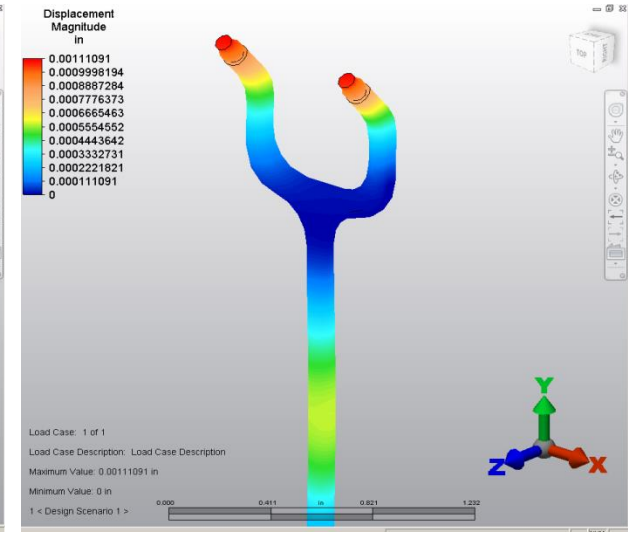 Displacement
Magnitude
in
0.00111091
0.0009998194
0.0008887284
0.0007776373
0.0006665463
0.0005554552
0.0004443642
0.0003332731
0.0002221821
0.000111091
0
TOP
Y
Z
X
Load Case: 1 of 1
Load Case Description: Load Case Description
Maximum Value: 0.00111091 in
Minimum Value: 0 in
0.000 0.411 in 0.821 1.232
1 < Design Scenario 1 >